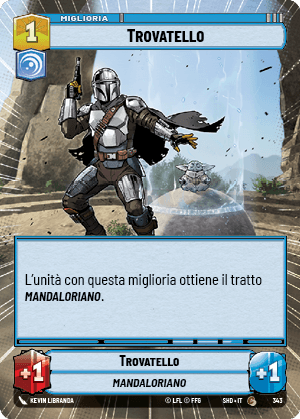 MIGLIORIA
1
TROVATELLO
L'unità con questa miglioria ottiene il tratto
MANDALORIANO.
+1
TROVATELLO
MANDALORIANO
+1
KEVIN LIBRANDA
© LFL © FFG
SHD • IT
343